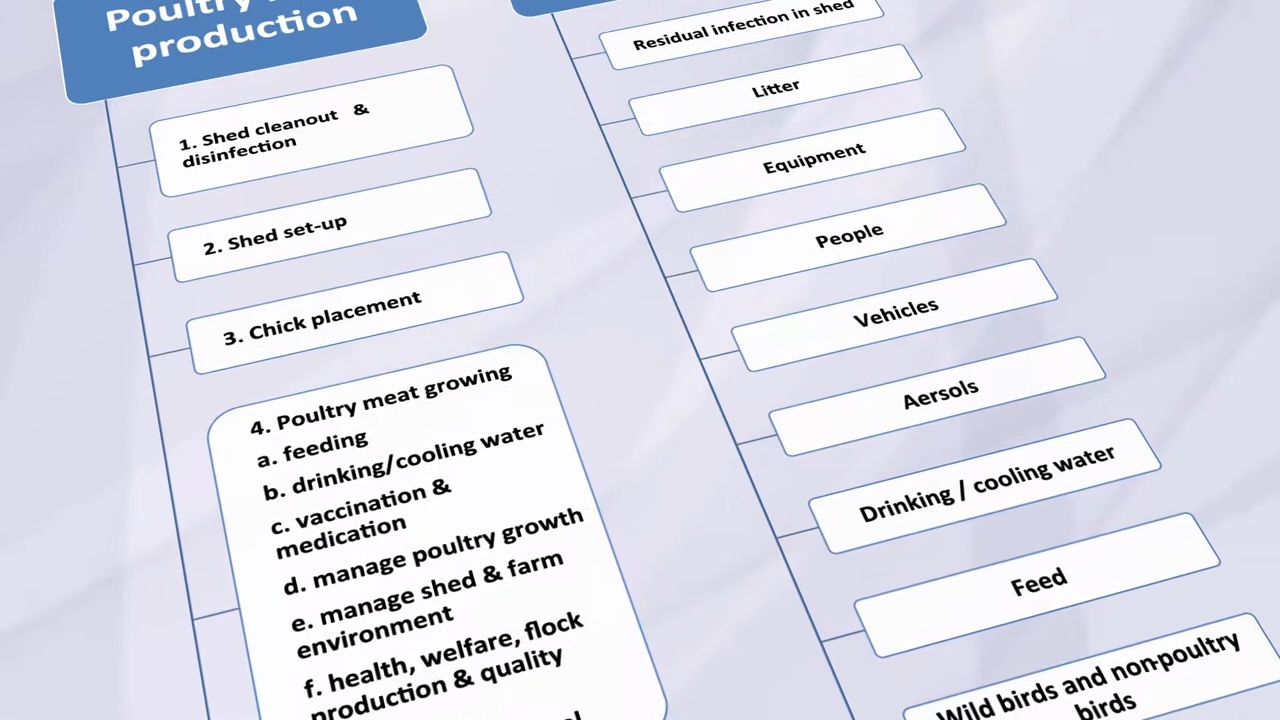 Poultry
production
1. Shed cleanout &
disinfection
2. Shed set-up
3. Chick placement
4. Poultry meat growing
a. feeding
b. drinking/cooling water
c. vaccination &
medication
d. manage poultry growth
e. manage shed & farm
environment
f. health, welfare, flock
production & quality
Residual infection in shed
Litter
Equipment
People
Vehicles
Aersols
Drinking / cooling water
Feed
Wild birds and non-poultry
birds